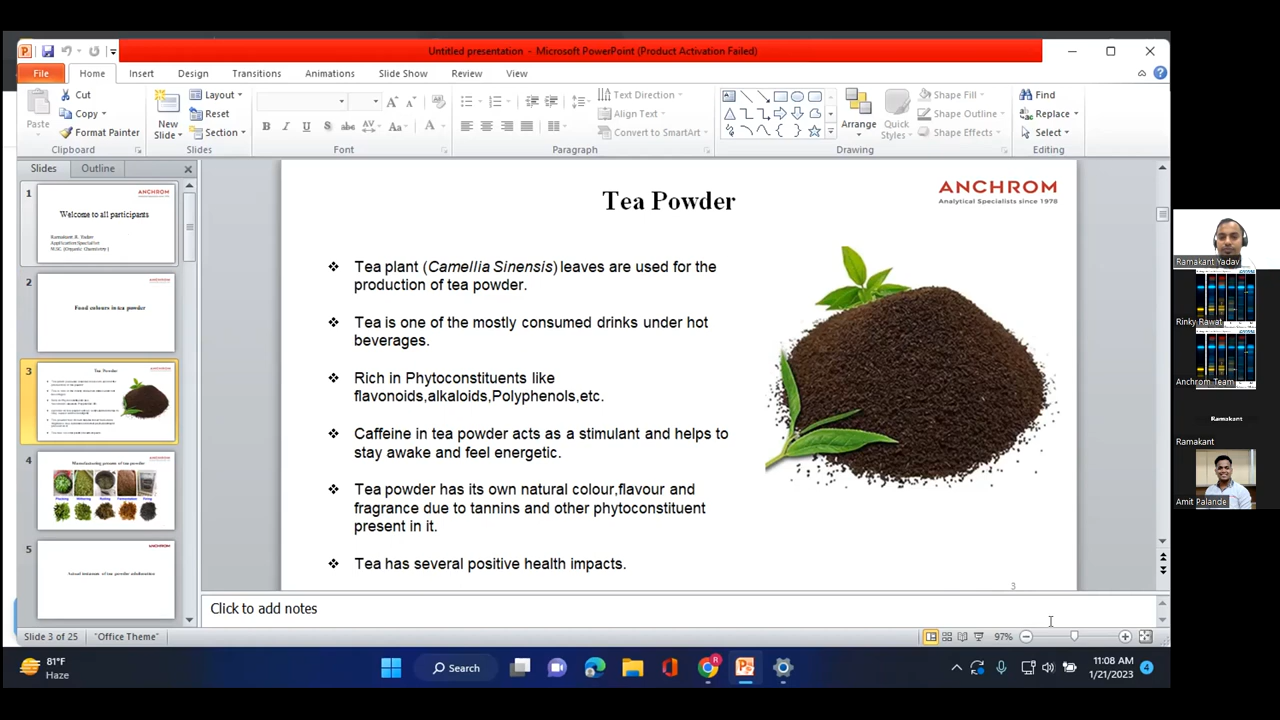 Untitled presentation - Microsoft PowerPoint (Product Activation Failed)
File Home Insert Design Transitions Animations Slide Show Review View
Paste
Cut
Copy
Format Painter
Clipboard
New
Slide
Layout
Reset
Section
Slides
Font
Text Direction
Align Text
Convert to SmartArt
Paragraph
Arrange
Quick
Styles
Shape Fill
Shape Outline
Shape Effects
Drawing
Find
Replace
Select
Editing
Slides Outline
1
ANCHROM
Welcome to all participants
Ramakant R. Yadav
Application Specialist
M.SC. (Organic Chemistry)
2
Food colours in tea powder
3
Tea Powder
4
Manufacturing process of tea powder
5
ANCHROM
Tea Powder
ANCHROM
Analytical Specialists since 1978
❖ Tea plant (Camellia Sinensis) leaves are used for the
production of tea powder.
❖ Tea is one of the mostly consumed drinks under hot
beverages.
❖ Rich in Phytoconstituents like
flavonoids,alkaloids,Polyphenols,etc.
❖ Caffeine in tea powder acts as a stimulant and helps to
stay awake and feel energetic.
❖ Tea powder has its own natural colour,flavour and
fragrance due to tannins and other phytoconstituent
present in it.
❖ Tea has several positive health impacts.
3
Click to add notes
Slide 3 of 25 "Office Theme" 97%
81°F
Haze
Search
11:08 AM
1/21/2023
4
Ramakant Yadav
Rinky Rawat
Anchrom Team
Ramakant
Ramakant
Amit Palande